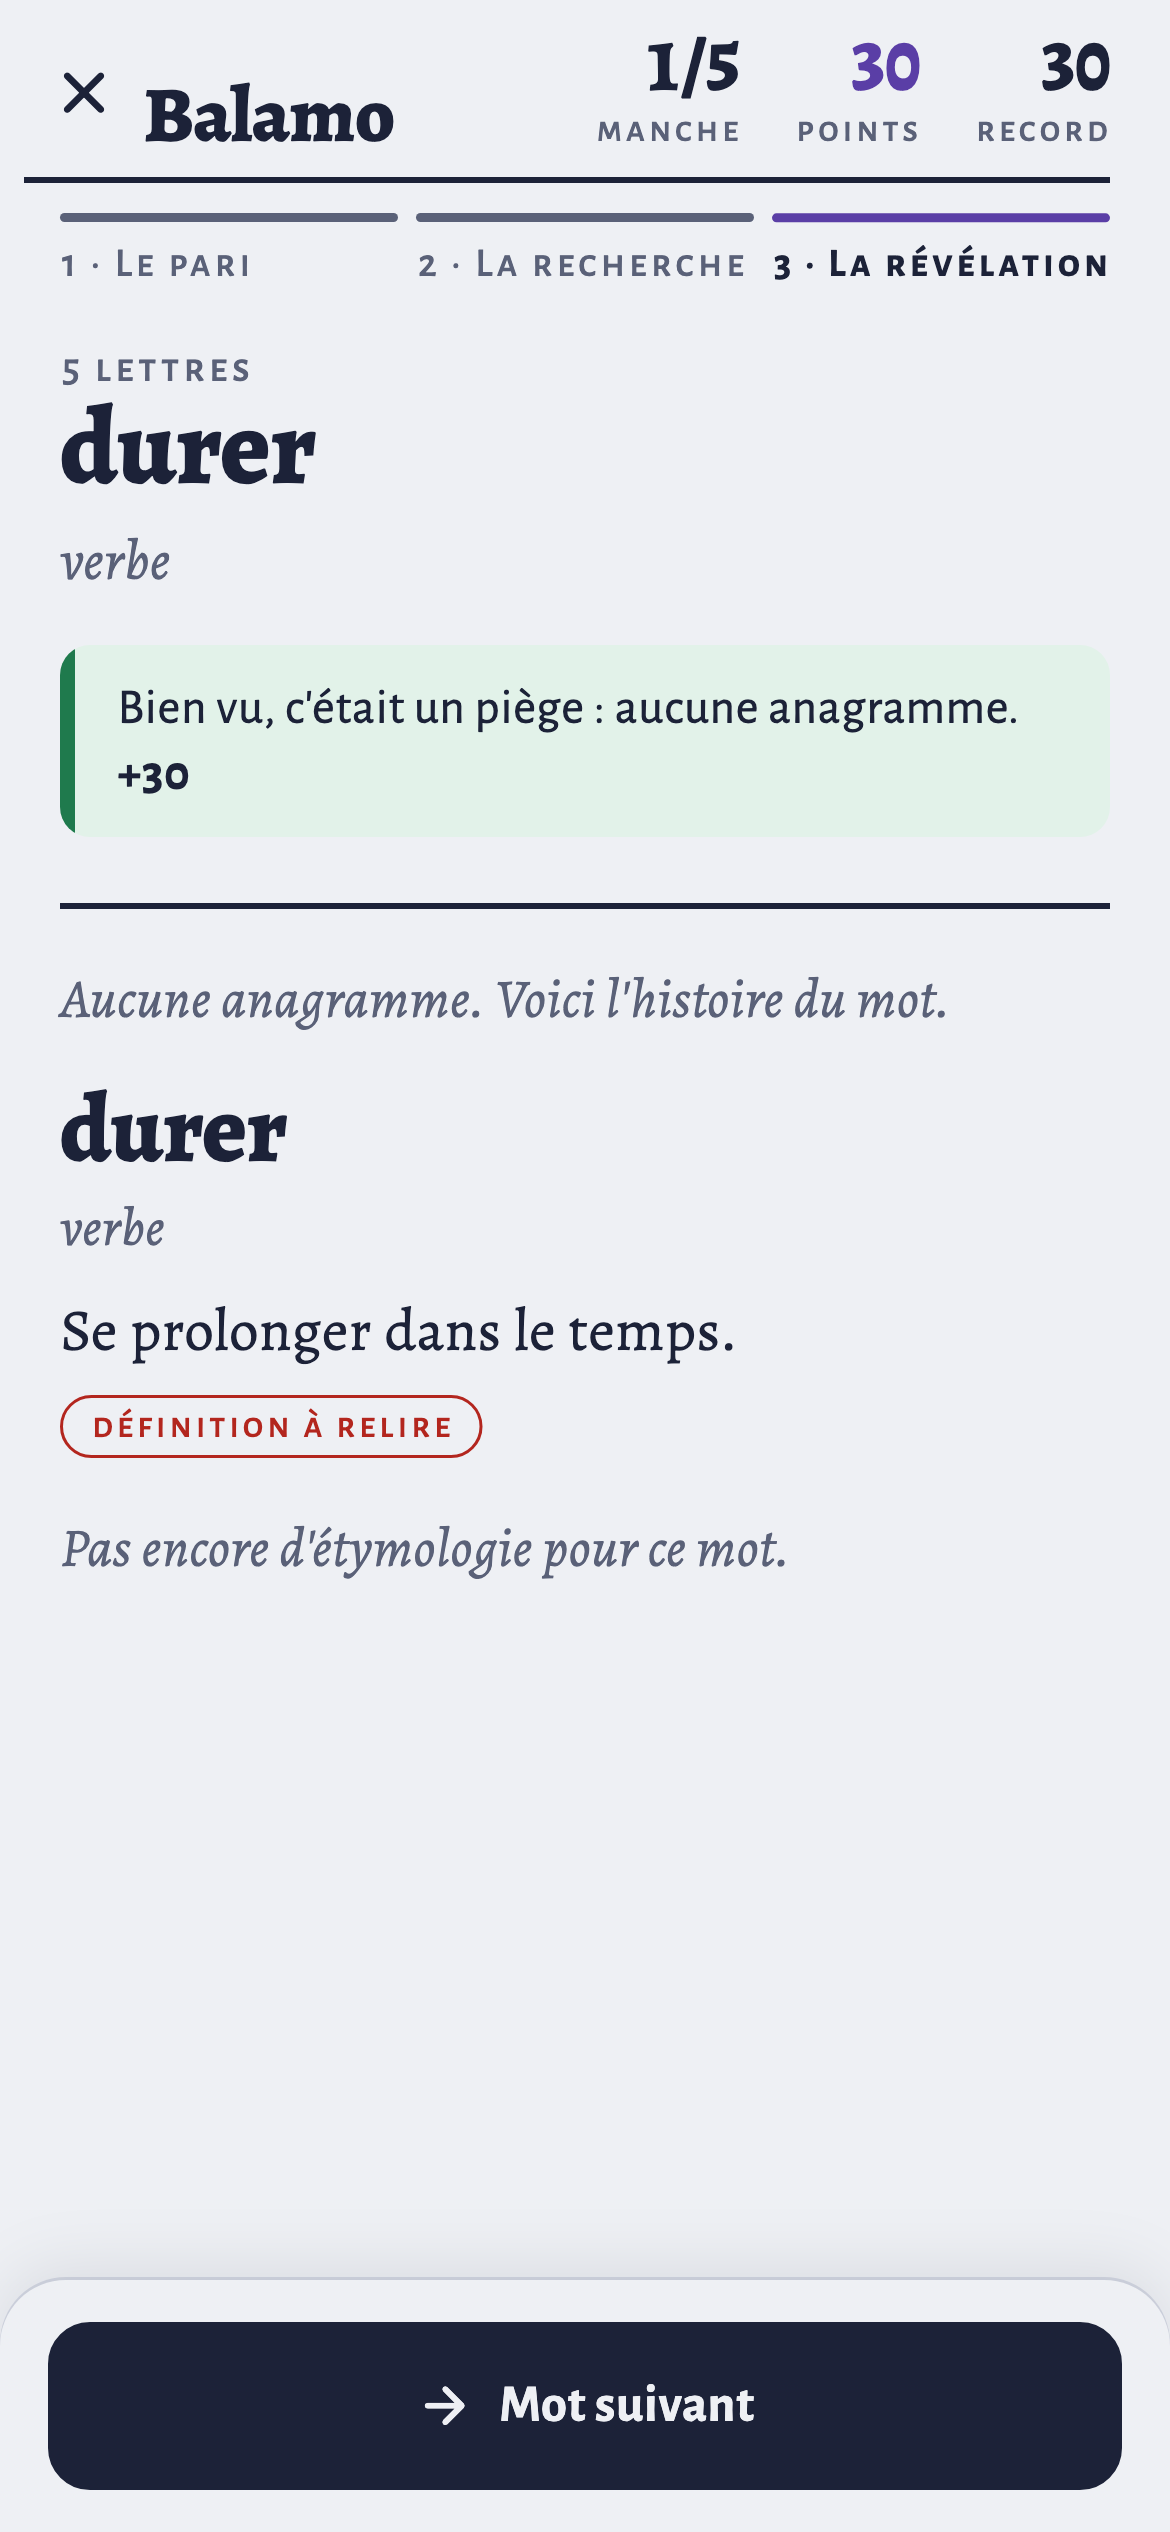 Balamo
1/5
MANCHE
30
POINTS
30
RECORD
1 · Le pari
2 · La recherche
3 · La révélation
5 lettres
durer
verbe
Bien vu, c'était un piège : aucune anagramme.
+30
Aucune anagramme. Voici l'histoire du mot.
durer
verbe
Se prolonger dans le temps.
DÉFINITION À RELIRE
Pas encore d'étymologie pour ce mot.
→ Mot suivant